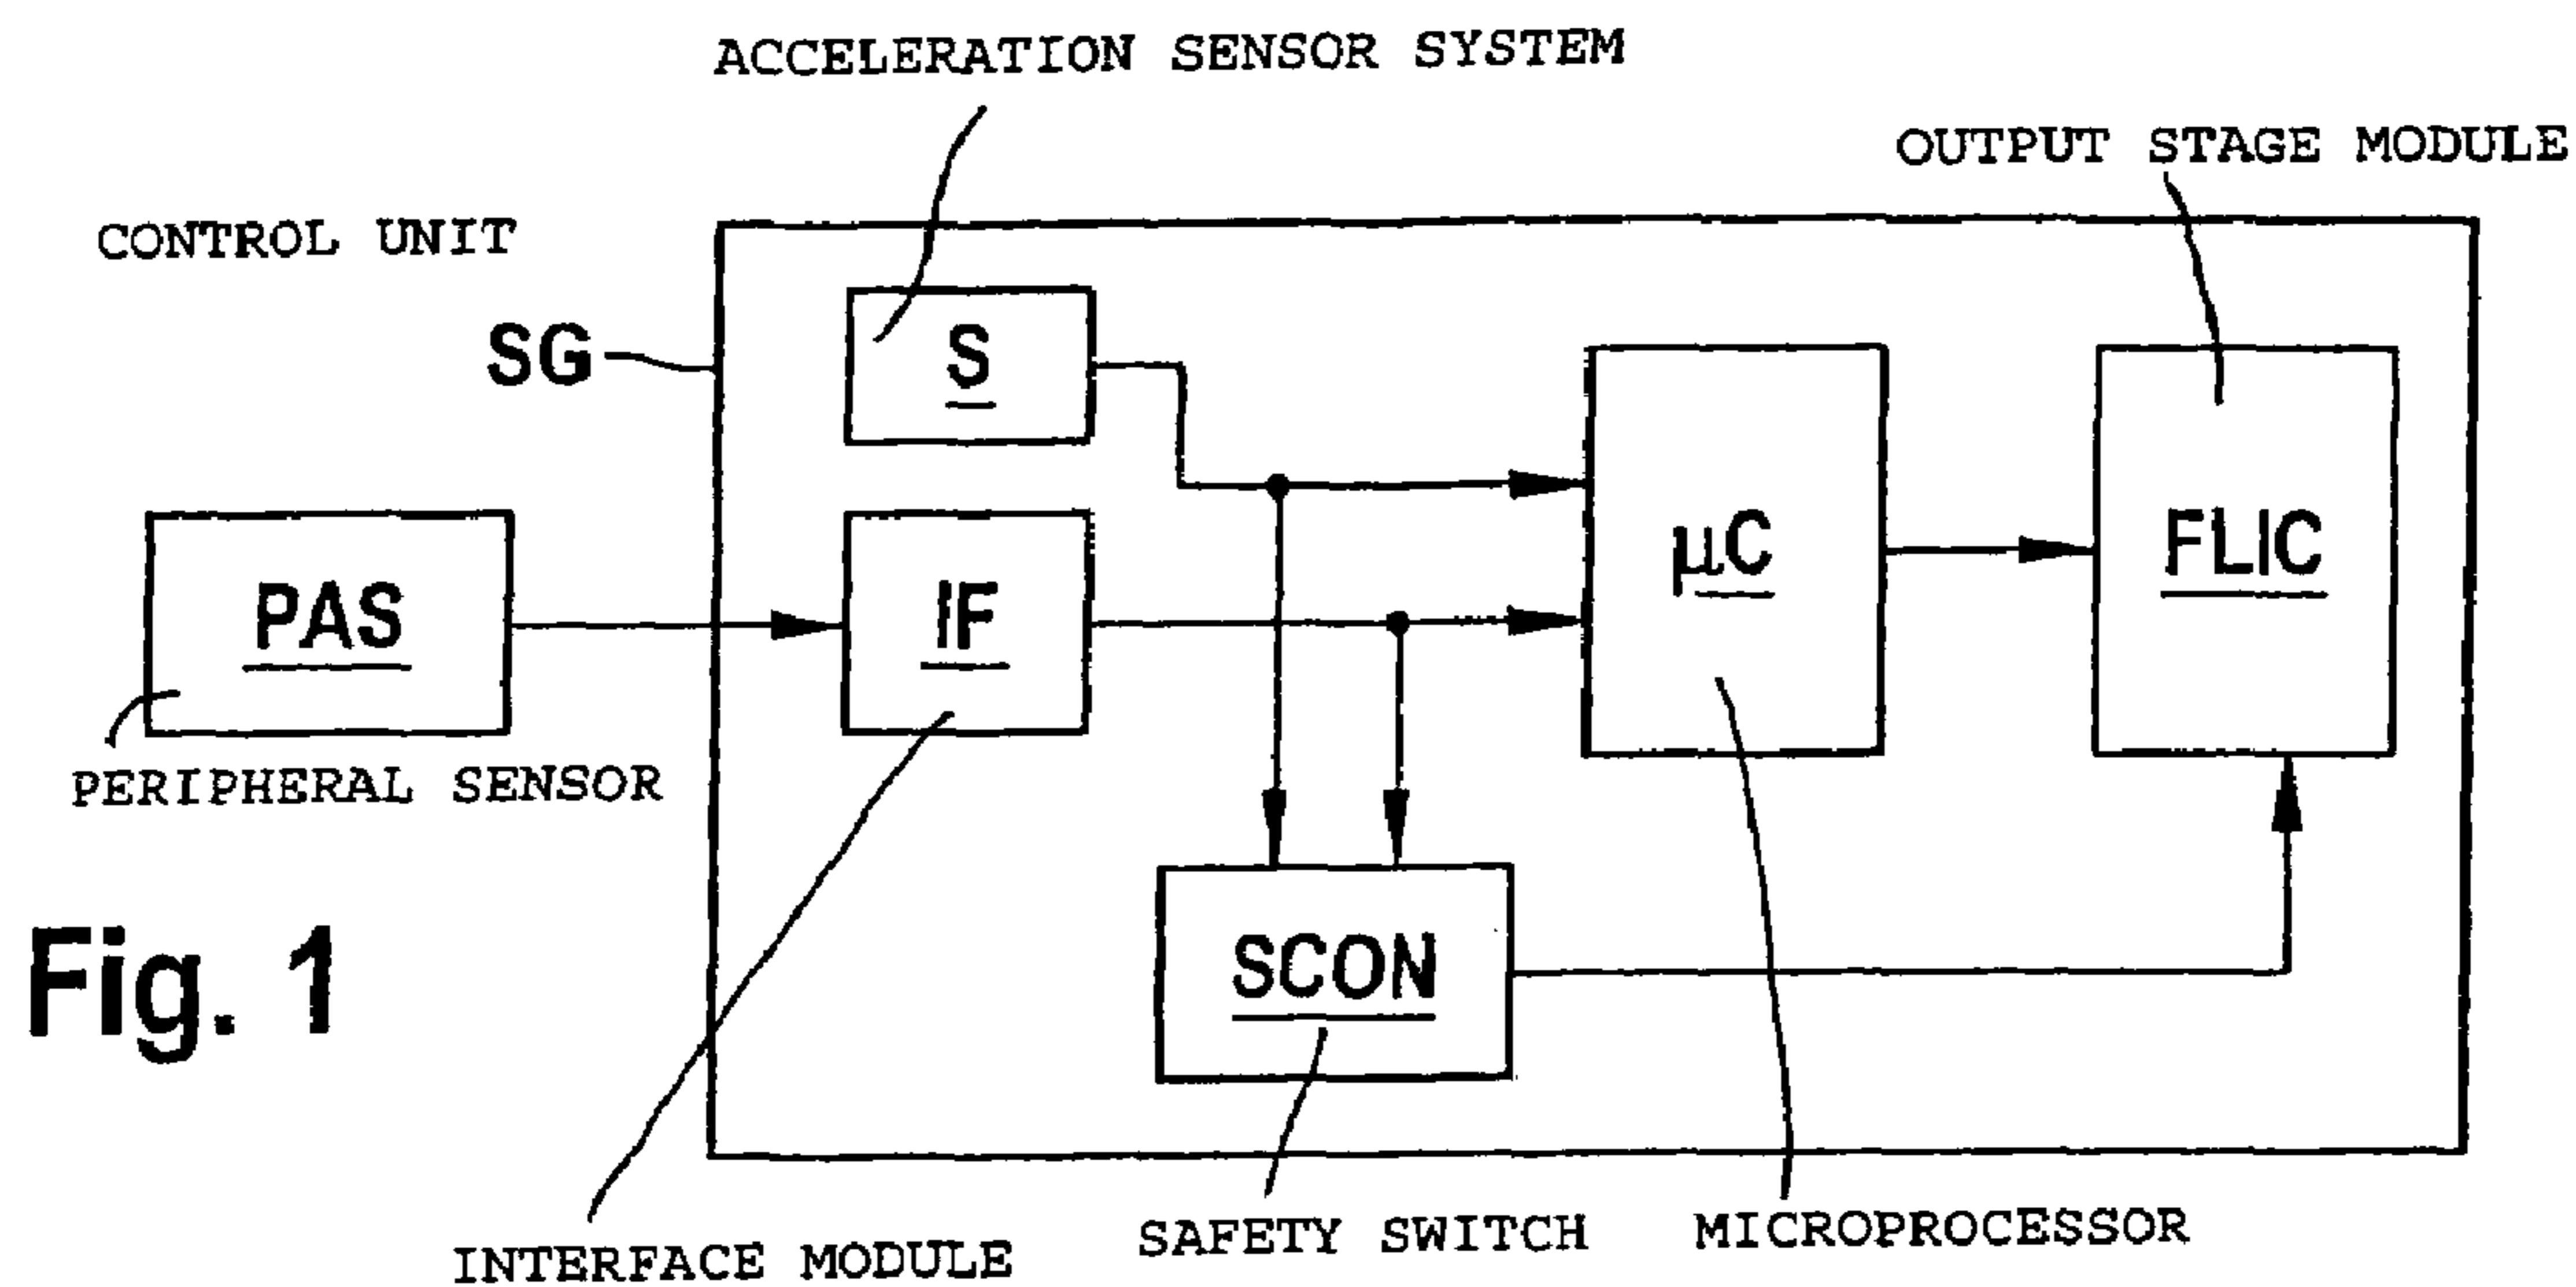 ACCELERATION SENSOR SYSTEM
OUTPUT STAGE MODULE
CONTROL UNIT
SG
S
PAS
IF
µC
FLIC
PERIPHERAL SENSOR
SCON
Fig. 1
INTERFACE MODULE
SAFETY SWITCH
MICROPROCESSOR